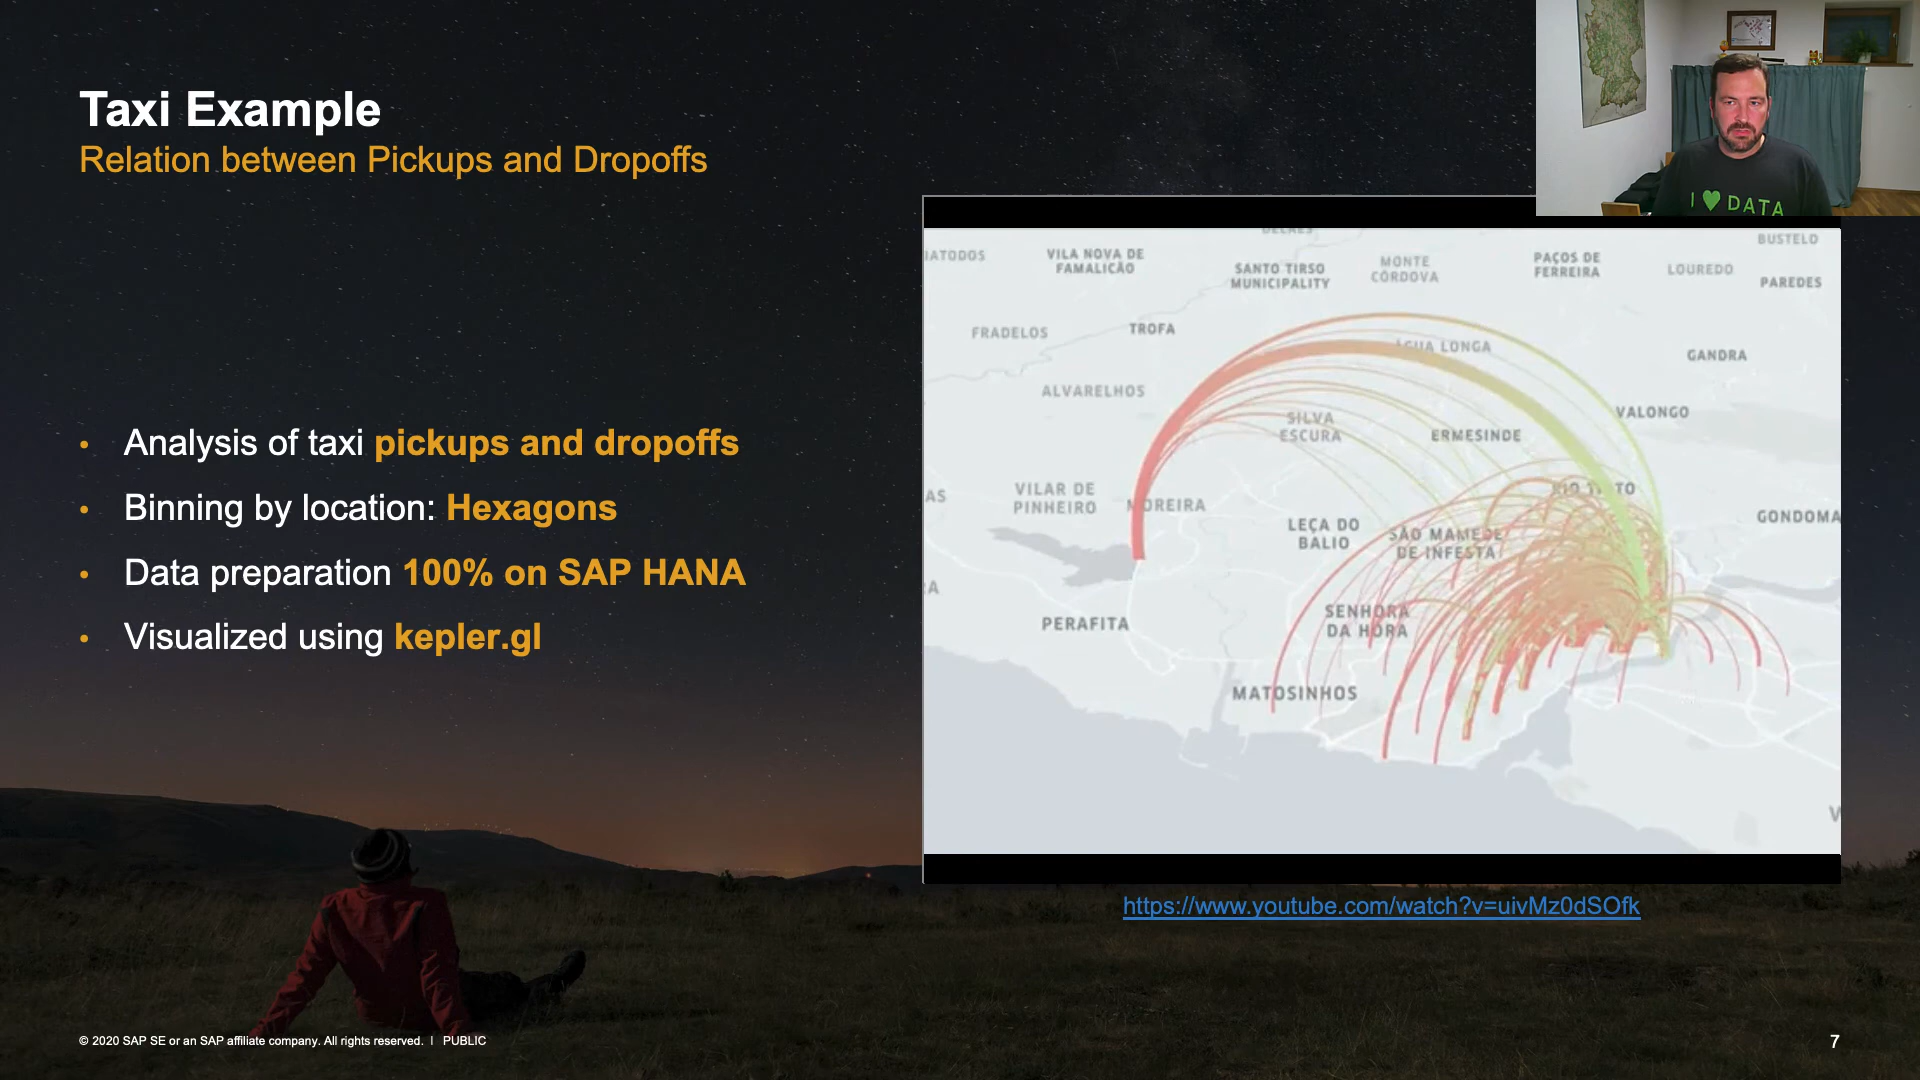 Taxi Example
Relation between Pickups and Dropoffs
I ♥ DATA
• Analysis of taxi pickups and dropoffs
• Binning by location: Hexagons
• Data preparation 100% on SAP HANA
• Visualized using kepler.gl
BUSTELO
IATODOS
VILA NOVA DE
FAMALICÃO
SANTO TIRSO
MUNICIPALITY
MONTE
CÓRDOVA
PAÇOS DE
FERREIRA
LOUREDO
PAREDES
FRADELOS
TROFA
LONGA
GANDRA
ALVARELHOS
SILVA
ESCURA
ERMESINDE
VALONGO
AS
VILAR DE
PINHEIRO
MOREIRA
LEÇA DO
BALIO
SÃO MAMEDE
DE INFESTA
GONDOMA
RA
PERAFITA
SENHORA
DA HORA
MATOSINHOS
https://www.youtube.com/watch?v=uivMz0dSOfk
© 2020 SAP SE or an SAP affiliate company. All rights reserved. | PUBLIC
7